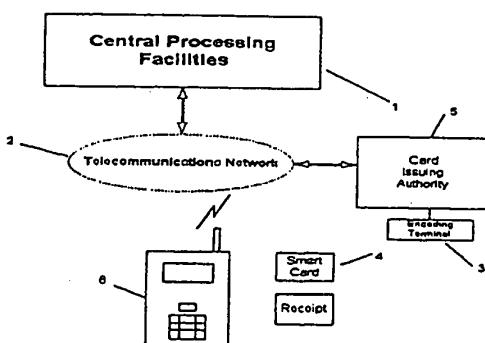 Central Processing
Facilities
1
5
2
Telecommunications Network
Card
Issuing
Authority
Encoding
Terminal
3
4
Smart
Card
6
Receipt